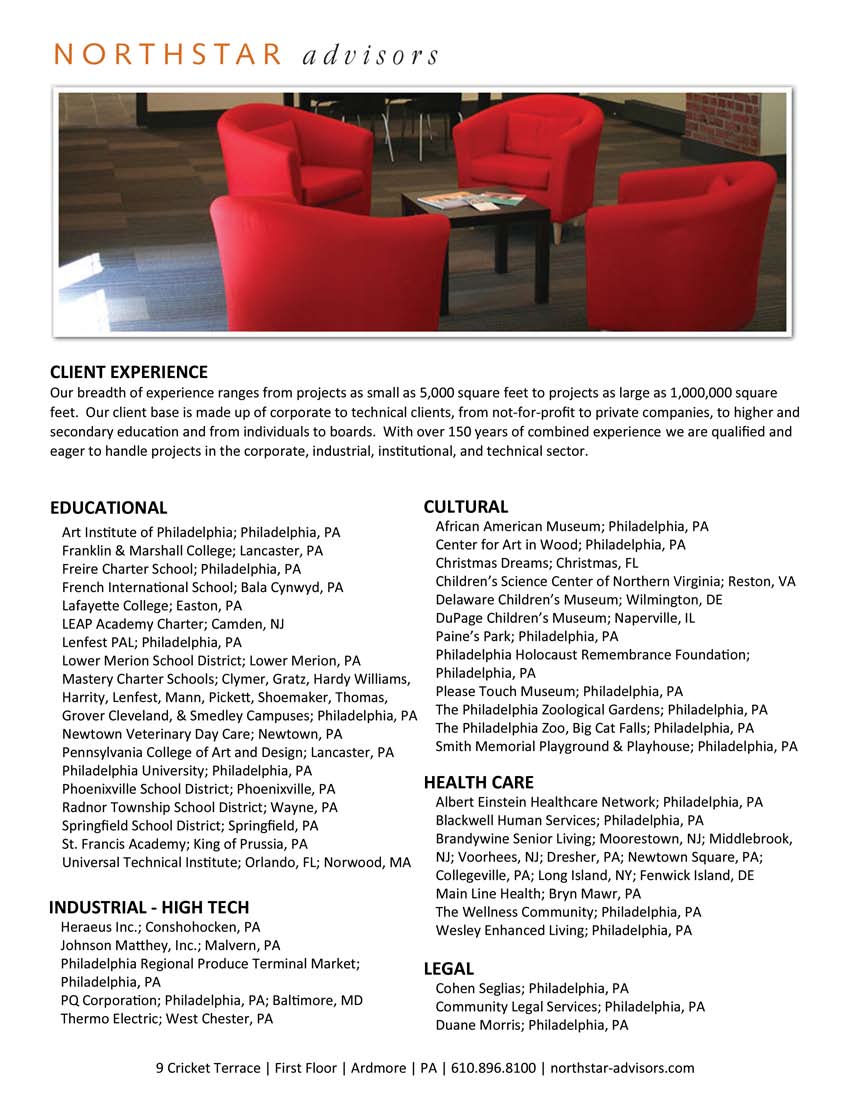 NORTHSTAR advisors
CLIENT EXPERIENCE
Our breadth of experience ranges from projects as small as 5,000 square feet to projects as large as 1,000,000 square
feet.  Our client base is made up of corporate to technical clients, from not-for-profit to private companies, to higher and
secondary education and from individuals to boards.  With over 150 years of combined experience we are qualified and
eager to handle projects in the corporate, industrial, institutional, and technical sector.
EDUCATIONAL
Art Institute of Philadelphia; Philadelphia, PA
Franklin & Marshall College; Lancaster, PA
Freire Charter School; Philadelphia, PA
French International School; Bala Cynwyd, PA
Lafayette College; Easton, PA
LEAP Academy Charter; Camden, NJ
Lenfest PAL; Philadelphia, PA
Lower Merion School District; Lower Merion, PA
Mastery Charter Schools; Clymer, Gratz, Hardy Williams,
Harrity, Lenfest, Mann, Pickett, Shoemaker, Thomas,
Grover Cleveland, & Smedley Campuses; Philadelphia, PA
Newtown Veterinary Day Care; Newtown, PA
Pennsylvania College of Art and Design; Lancaster, PA
Philadelphia University; Philadelphia, PA
Phoenixville School District; Phoenixville, PA
Radnor Township School District; Wayne, PA
Springfield School District; Springfield, PA
St. Francis Academy; King of Prussia, PA
Universal Technical Institute; Orlando, FL; Norwood, MA
INDUSTRIAL - HIGH TECH
Heraeus Inc.; Conshohocken, PA
Johnson Matthey, Inc.; Malvern, PA
Philadelphia Regional Produce Terminal Market;
Philadelphia, PA
PQ Corporation; Philadelphia, PA; Baltimore, MD
Thermo Electric; West Chester, PA
CULTURAL
African American Museum; Philadelphia, PA
Center for Art in Wood; Philadelphia, PA
Christmas Dreams; Christmas, FL
Children's Science Center of Northern Virginia; Reston, VA
Delaware Children's Museum; Wilmington, DE
DuPage Children's Museum; Naperville, IL
Paine's Park; Philadelphia, PA
Philadelphia Holocaust Remembrance Foundation;
Philadelphia, PA
Please Touch Museum; Philadelphia, PA
The Philadelphia Zoological Gardens; Philadelphia, PA
The Philadelphia Zoo, Big Cat Falls; Philadelphia, PA
Smith Memorial Playground & Playhouse; Philadelphia, PA
HEALTH CARE
Albert Einstein Healthcare Network; Philadelphia, PA
Blackwell Human Services; Philadelphia, PA
Brandywine Senior Living; Moorestown, NJ; Middlebrook,
NJ; Voorhees, NJ; Dresher, PA; Newtown Square, PA;
Collegeville, PA; Long Island, NY; Fenwick Island, DE
Main Line Health; Bryn Mawr, PA
The Wellness Community; Philadelphia, PA
Wesley Enhanced Living; Philadelphia, PA
LEGAL
Cohen Seglias; Philadelphia, PA
Community Legal Services; Philadelphia, PA
Duane Morris; Philadelphia, PA
9 Cricket Terrace | First Floor | Ardmore | PA | 610.896.8100 | northstar-advisors.com